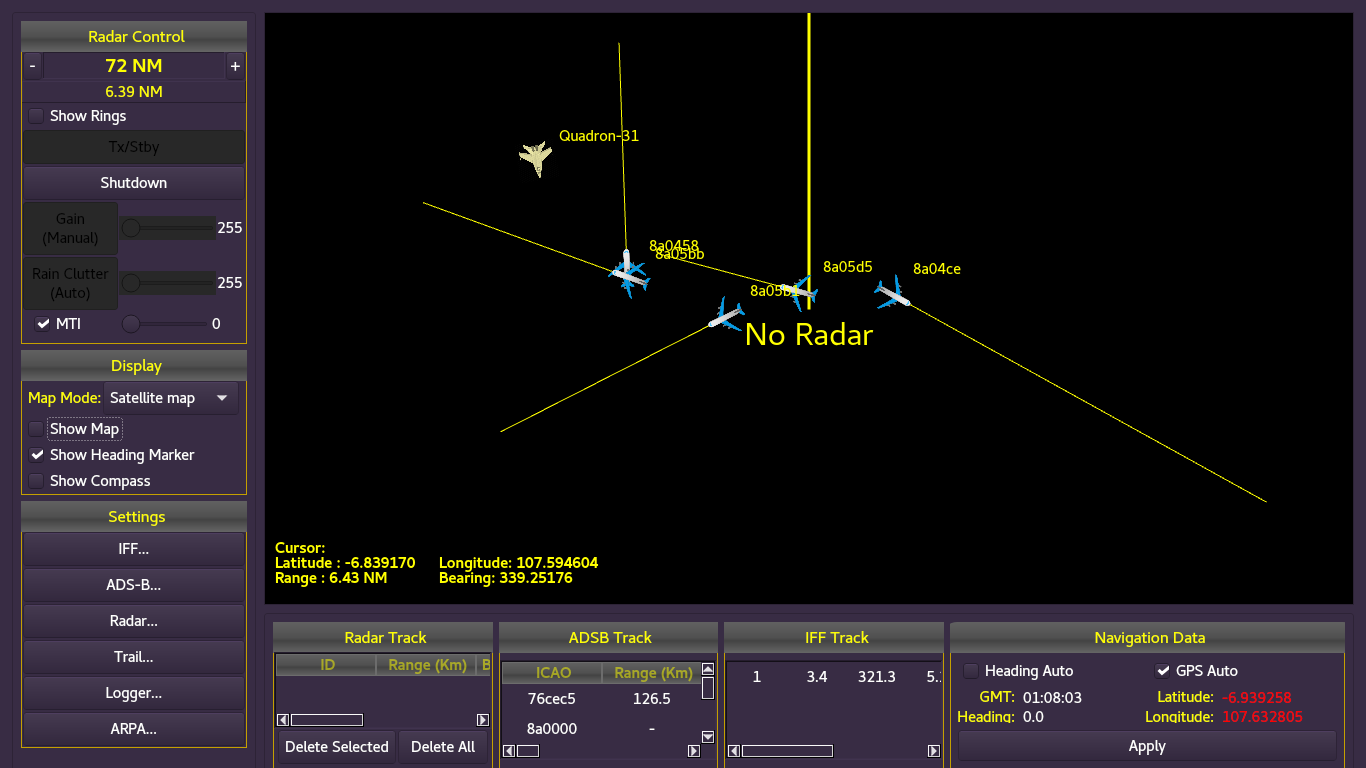 Radar Control
- 72 NM +
6.39 NM
Show Rings
Tx/Stby
Shutdown
Gain
(Manual)
255
Rain Clutter
(Auto)
255
MTI 0
Display
Map Mode: Satellite map
Show Map
Show Heading Marker
Show Compass
Settings
IFF...
ADS-B...
Radar...
Trail...
Logger...
ARPA...
Quadron-31
8a0458
8a05bb
8a05d5
8a04ce
No Radar
Cursor:
Latitude : -6.839170 Longitude: 107.594604
Range : 6.43 NM Bearing: 339.25176
Radar Track
ID Range (Km) B
Delete Selected Delete All
ADSB Track
ICAO Range (Km)
76cec5 126.5
8a0000 -
IFF Track
1 3.4 321.3 5.
Navigation Data
Heading Auto GPS Auto
GMT: 01:08:03 Latitude: -6.939258
Heading: 0.0 Longitude: 107.632805
Apply